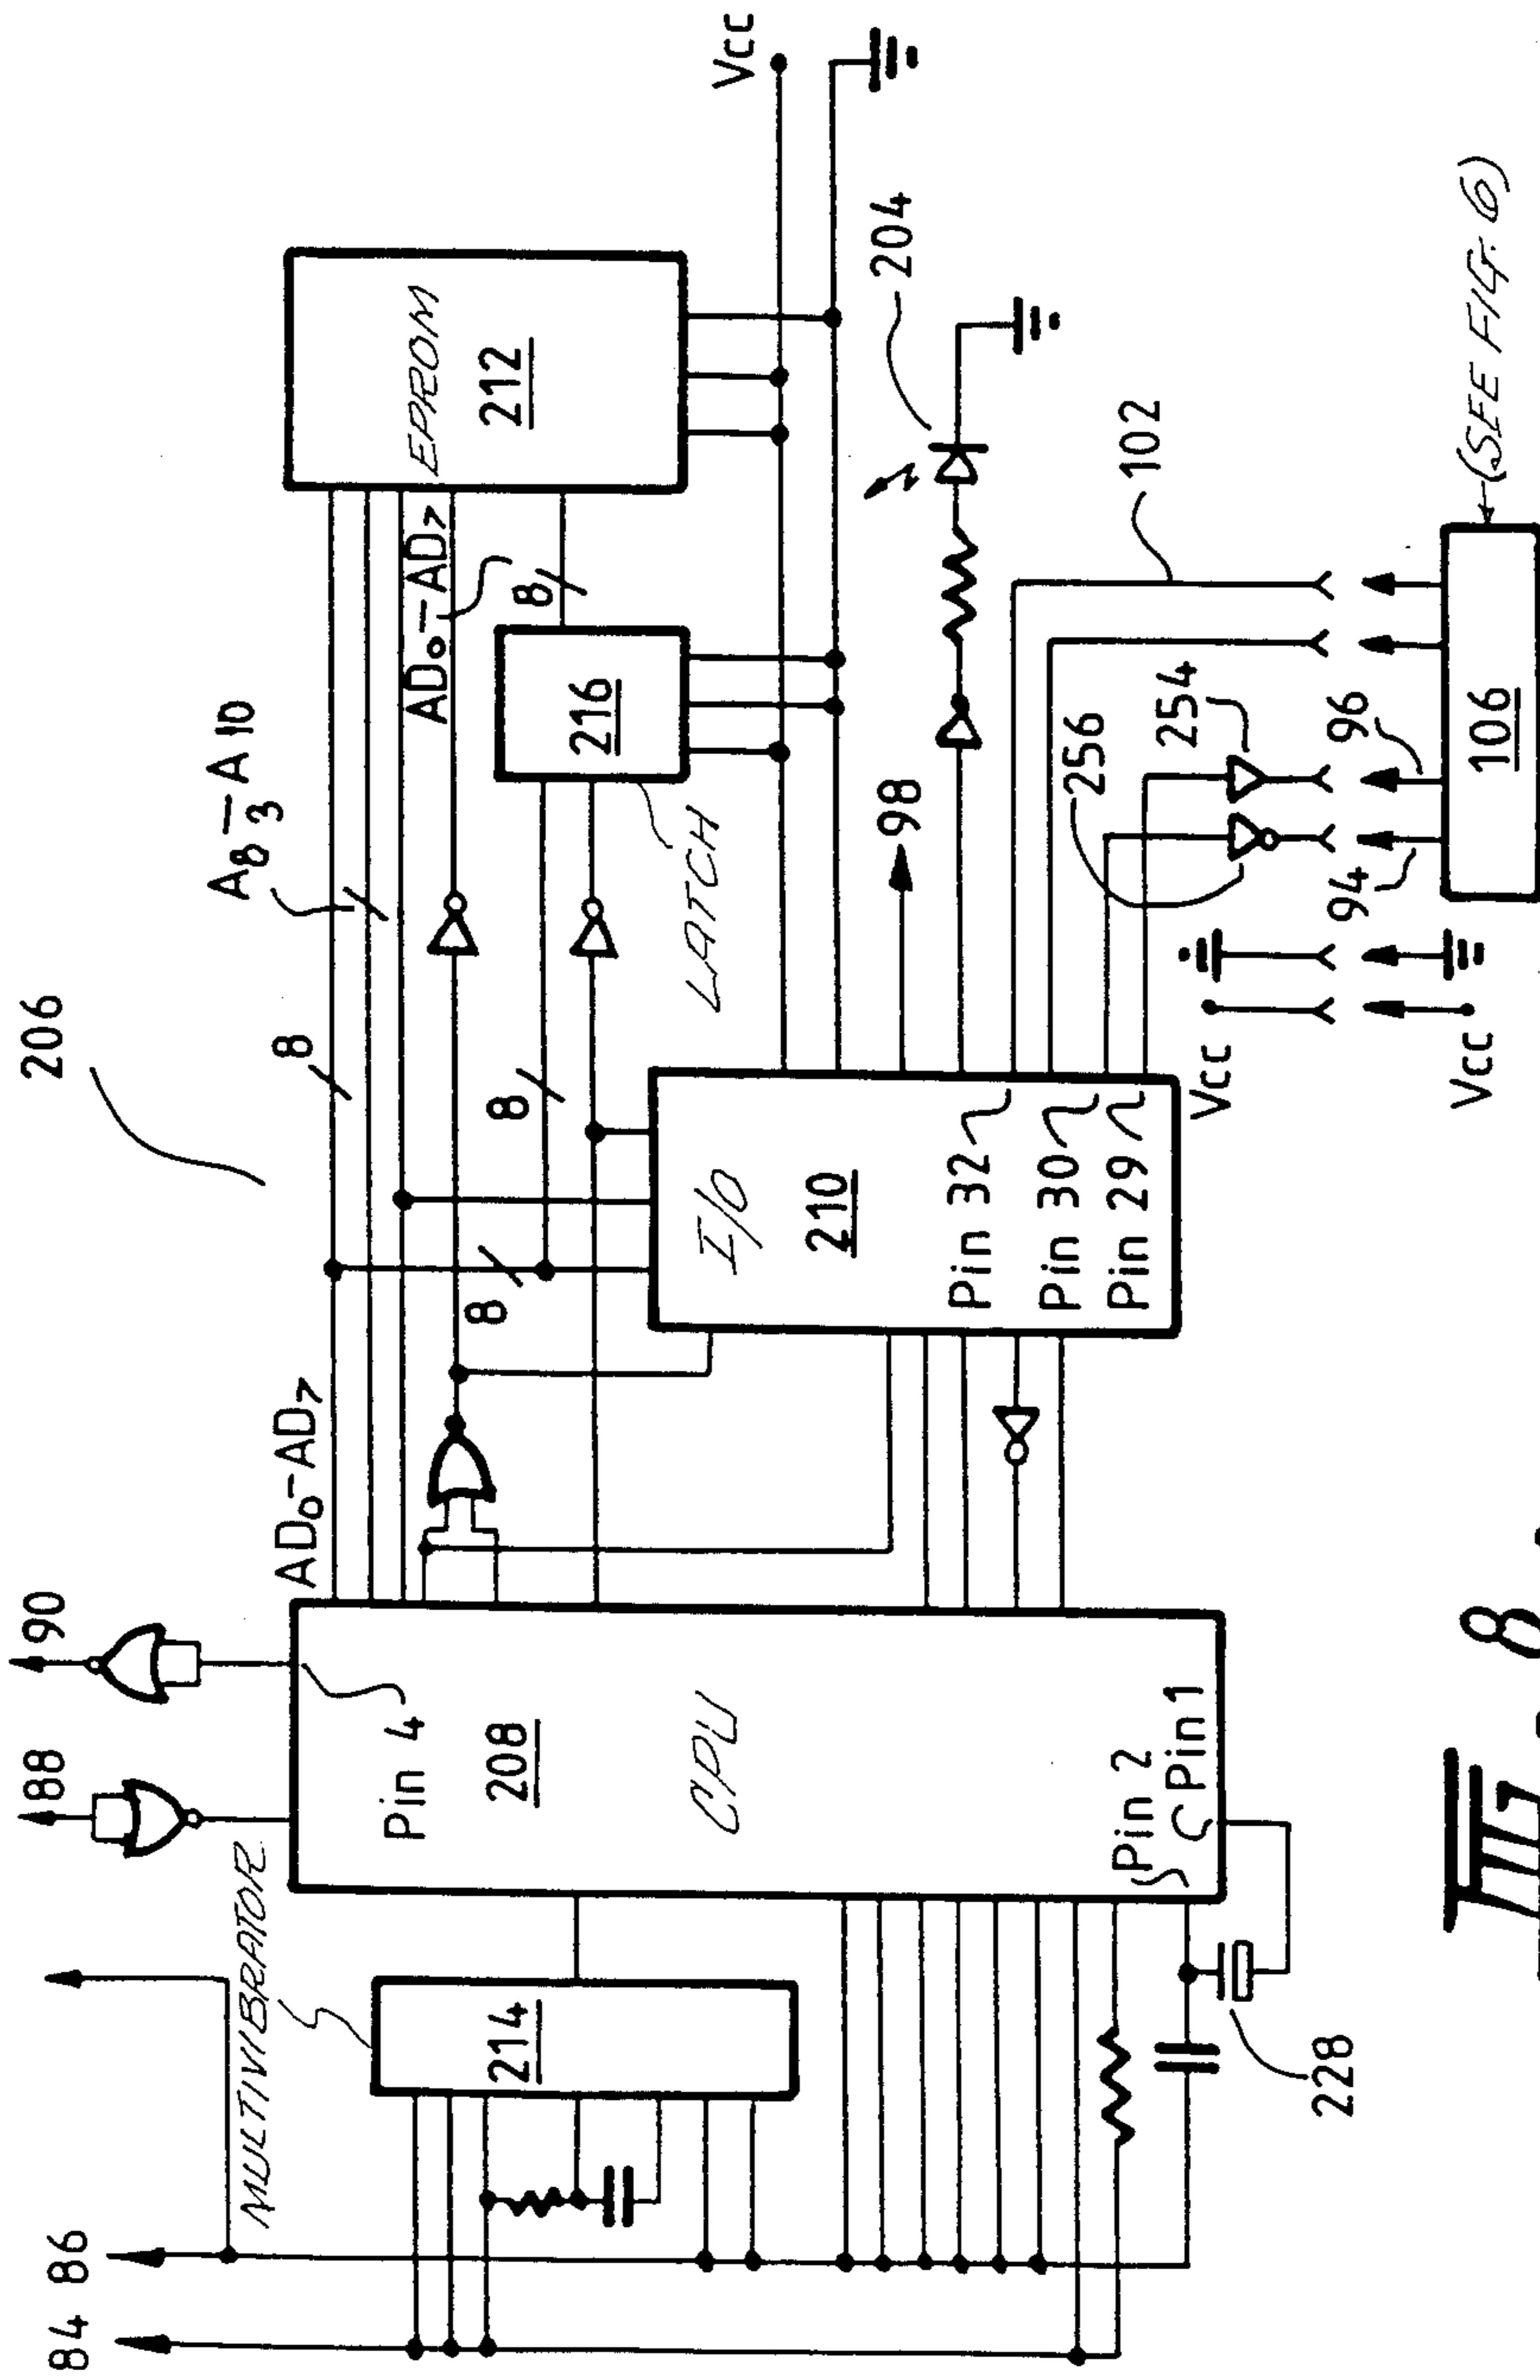 206
90
88
84
86
MULTIVIBRATOR
AD0-AD7
A8-A10
3
8
8
8
AD0-AD7
8
EPROM
212
216
LATCH
Vcc
Pin 4
208
CPU
Pin 2
Pin 1
214
228
I/O
210
Pin 32
Pin 30
Pin 29
98
204
102
254
256
96
94
Vcc
Vcc
106
(SEE FIG. 6)
FIG. 8